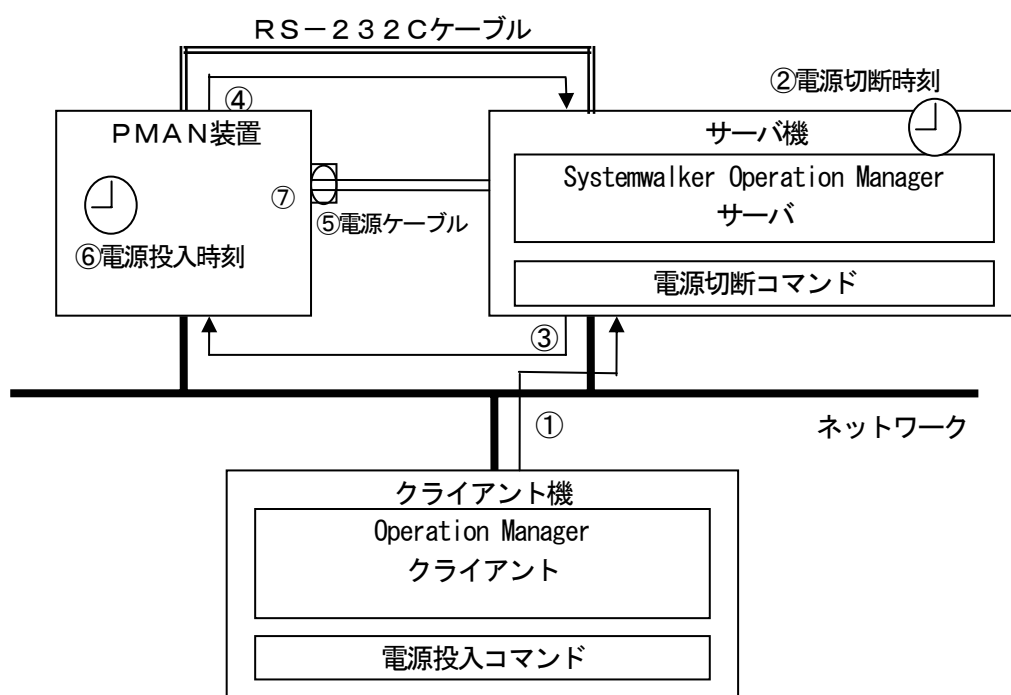 RS－232Cケーブル
②電源切断時刻
④
PMAN装置
サーバ機
Systemwalker Operation Manager
サーバ
⑦
⑤電源ケーブル
⑥電源投入時刻
電源切断コマンド
③
①
ネットワーク
クライアント機
Operation Manager
クライアント
電源投入コマンド